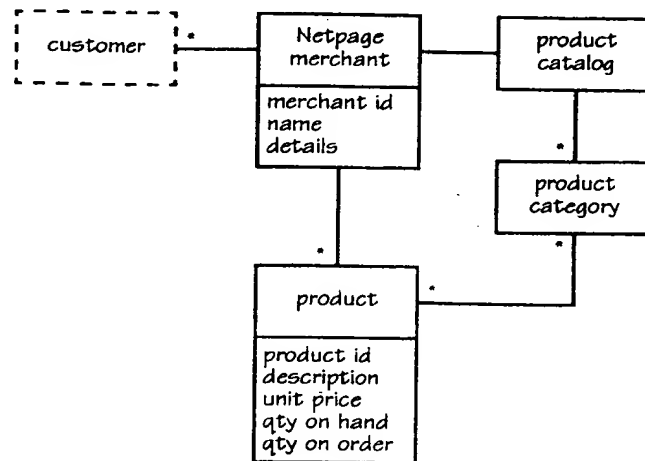 customer
*
Netpage
merchant
merchant id
name
details
product
catalog
*
product
category
*
*
product
*
product id
description
unit price
qty on hand
qty on order